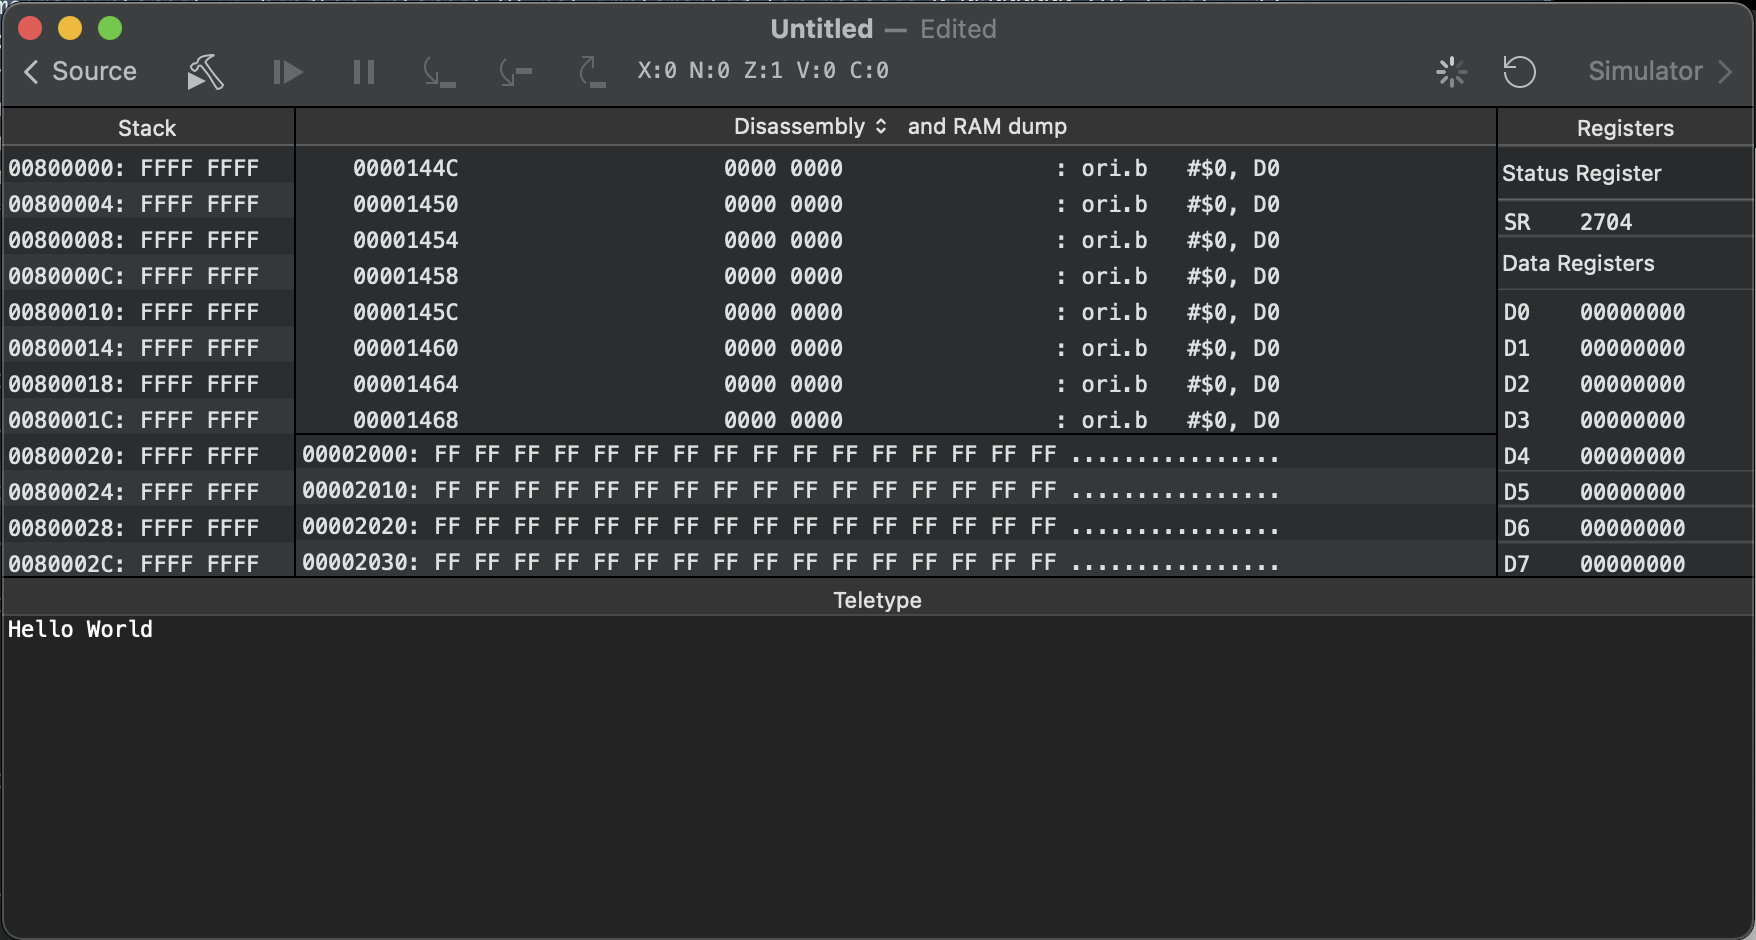 Untitled — Edited
Source
X:0 N:0 Z:1 V:0 C:0
Simulator
Stack
00800000: FFFF FFFF
00800004: FFFF FFFF
00800008: FFFF FFFF
0080000C: FFFF FFFF
00800010: FFFF FFFF
00800014: FFFF FFFF
00800018: FFFF FFFF
0080001C: FFFF FFFF
00800020: FFFF FFFF
00800024: FFFF FFFF
00800028: FFFF FFFF
0080002C: FFFF FFFF
Disassembly and RAM dump
0000144C 0000 0000 : ori.b #$0, D0
00001450 0000 0000 : ori.b #$0, D0
00001454 0000 0000 : ori.b #$0, D0
00001458 0000 0000 : ori.b #$0, D0
0000145C 0000 0000 : ori.b #$0, D0
00001460 0000 0000 : ori.b #$0, D0
00001464 0000 0000 : ori.b #$0, D0
00001468 0000 0000 : ori.b #$0, D0
00002000: FF FF FF FF FF FF FF FF FF FF FF FF FF FF FF FF ................
00002010: FF FF FF FF FF FF FF FF FF FF FF FF FF FF FF FF ................
00002020: FF FF FF FF FF FF FF FF FF FF FF FF FF FF FF FF ................
00002030: FF FF FF FF FF FF FF FF FF FF FF FF FF FF FF FF ................
Registers
Status Register
SR 2704
Data Registers
D0 00000000
D1 00000000
D2 00000000
D3 00000000
D4 00000000
D5 00000000
D6 00000000
D7 00000000
Teletype
Hello World